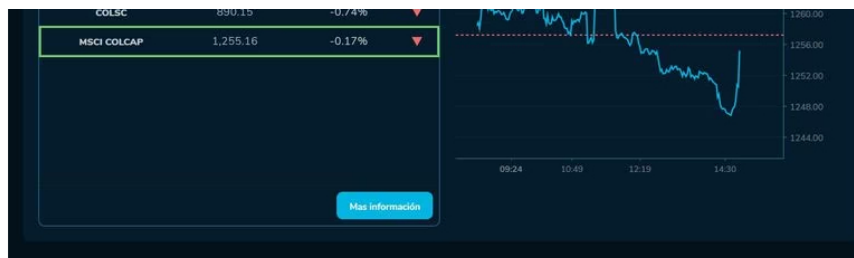 COLSC 890.15 -0.74%
MSCI COLCAP 1,255.16 -0.17%
Mas información
1260.00
1256.00
1252.00
1248.00
1244.00
09:24 10:49 12:19 14:30